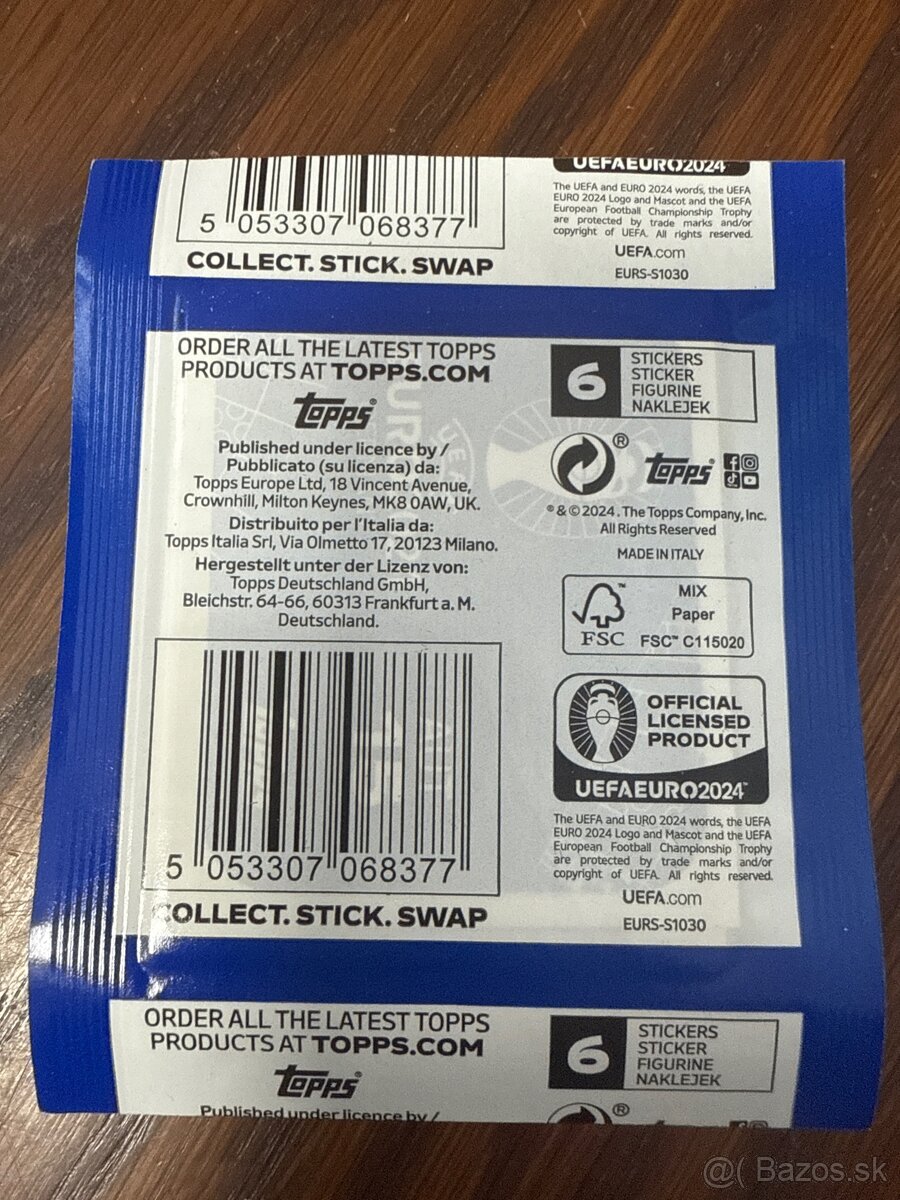 5 053307 068377
COLLECT. STICK. SWAP
UEFAEURO2024
The UEFA and EURO 2024 words, the UEFA
EURO 2024 Logo and Mascot and the UEFA
European Football Championship Trophy
are protected by trade marks and/or
copyright of UEFA. All rights reserved.
UEFA.com
EURS-S1030
ORDER ALL THE LATEST TOPPS
PRODUCTS AT TOPPS.COM
topps®
Published under licence by /
Pubblicato (su licenza) da:
Topps Europe Ltd, 18 Vincent Avenue,
Crownhill, Milton Keynes, MK8 0AW, UK.
Distribuito per l'Italia da:
Topps Italia Srl, Via Olmetto 17, 20123 Milano.
Hergestellt unter der Lizenz von:
Topps Deutschland GmbH,
Bleichstr. 64-66, 60313 Frankfurt a. M.
Deutschland.
5 053307 068377
COLLECT. STICK. SWAP
6
STICKERS
STICKER
FIGURINE
NAKLEJEK
®
topps®
® & © 2024. The Topps Company, Inc.
All Rights Reserved
MADE IN ITALY
FSC™
MIX
Paper
FSC™ C115020
OFFICIAL
LICENSED
PRODUCT
UEFAEURO2024™
The UEFA and EURO 2024 words, the UEFA
EURO 2024 Logo and Mascot and the UEFA
European Football Championship Trophy
are protected by trade marks and/or
copyright of UEFA. All rights reserved.
UEFA.com
EURS-S1030
ORDER ALL THE LATEST TOPPS
PRODUCTS AT TOPPS.COM
topps®
Published under licence by /
6
STICKERS
STICKER
FIGURINE
NAKLEJEK
®
@( Bazos.sk